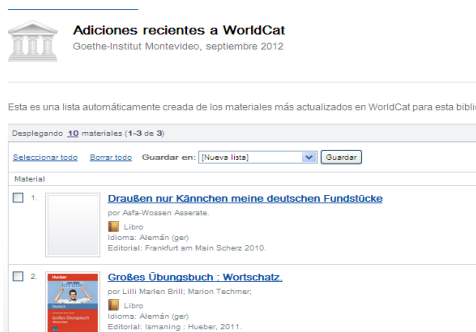 Adiciones recientes a WorldCat
Goethe-Institut Montevideo, septiembre 2012
Esta es una lista automáticamente creada de los materiales más actualizados en WorldCat para esta bibli
Desplegando 10 materiales (1-3 de 3)
Seleccionar todo Borrar todo Guardar en: [Nueva lista] Guardar
Material
1. Draußen nur Kännchen meine deutschen Fundstücke
por Asfa-Wossen Asserate.
Libro
Idioma: Alemán (ger)
Editorial: Frankfurt am Main Scherz 2010.
2. Großes Übungsbuch : Wortschatz.
por Lilli Marlen Brill; Marion Techmer;
Libro
Idioma: Alemán (ger)
Editorial: Ismaning : Hueber, 2011.